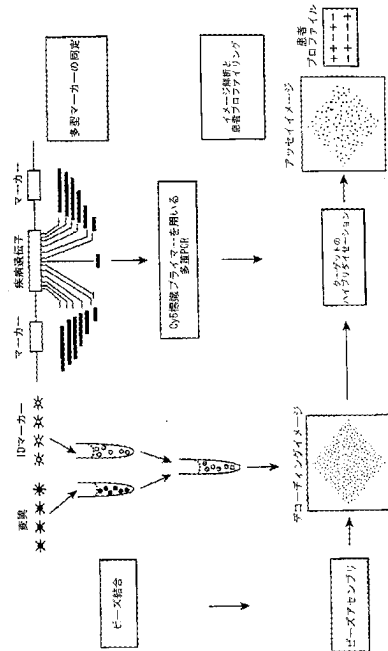 ビーズ結合
変異
IDマーカー
マーカー
疾病遺伝子
マーカー
多型マーカーの同定
Cy5標識プライマーを用いる
多重PCR
ビーズアセンブリ
デコーディングイメージ
ターゲットの
ハイブリダイゼーション
アッセイイメージ
イメージ解析と
患者プロファイリング
患者
プロファイル
++−+−
−++−+